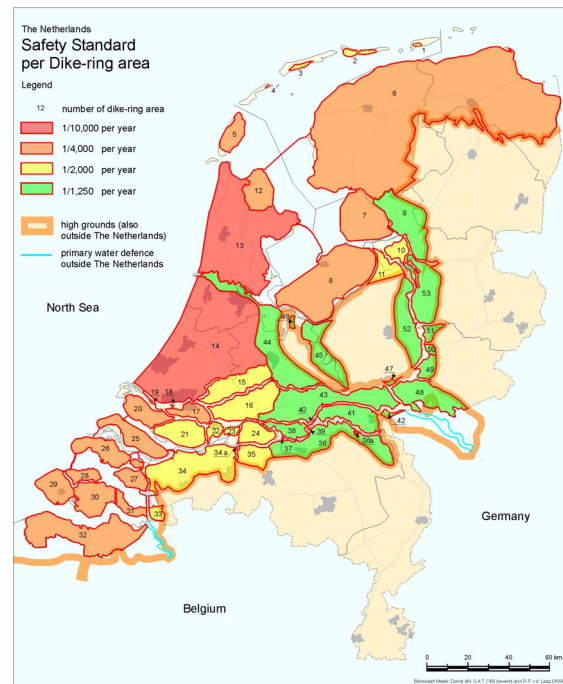 The Netherlands
Safety Standard
per Dike-ring area
Legend
12 number of dike-ring area
1/10,000 per year
1/4,000 per year
1/2,000 per year
1/1,250 per year
high grounds (also
outside The Netherlands)
primary water defence
outside The Netherlands
North Sea
Germany
Belgium
1
2
3
4
5
6
7
8
9
10
11
12
13
14
15
16
17
18
19
20
21
22
23
24
25
26
27
28
29
30
31
32
33
34
34 a
35
36
36a
37
38
39
40
41
42
43
44
45
46
47
48
49
50
51
52
53
0 10 20 30 40 60 km